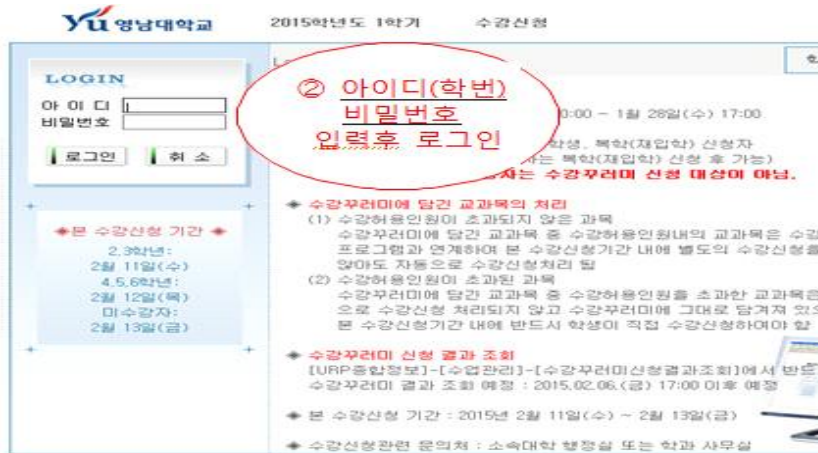 yu 영남대학교
2015학년도 1학기 수강신청
LOGIN
아 이 디
비밀번호
로그인 취 소
② 아이디(학번)
비밀번호
입력후 로그인
0:00 ~ 1월 28일(수) 17:00
학생, 복학(재입학) 신청자
자는 복학(재입학) 신청 후 가능)
자는 수강꾸러미 신청 대상이 아님.
◆본 수강신청 기간 ◆
2,3학년:
2월 11일(수)
4,5,6학년:
2월 12일(목)
미수강자:
2월 13일(금)
◆ 수강꾸러미에 담긴 교과목의 처리
(1) 수강허용인원이 초과되지 않은 과목
수강꾸러미에 담긴 교과목 중 수강허용인원내의 교과목은 수강
프로그램과 연계하여 본 수강신청기간 내에 별도의 수강신청을
않아도 자동으로 수강신청처리 됨
(2) 수강허용인원이 초과된 과목
수강꾸러미에 담긴 교과목 중 수강허용인원을 초과한 교과목은
으로 수강신청 처리되지 않고 수강꾸러미에 그대로 담겨져 있으
본 수강신청기간 내에 반드시 학생이 직접 수강신청하여야 함
◆ 수강꾸러미 신청 결과 조회
[URP종합정보]-[수업관리]-[수강꾸러미신청결과조회]에서 반드
수강꾸러미 결과 조회 예정 : 2015.02.06.(금) 17:00 이후 예정
◆ 본 수강신청 기간 : 2015년 2월 11일(수) ~ 2월 13일(금)
◆ 수강신청관련 문의처 : 소속대학 행정실 또는 학과 사무실